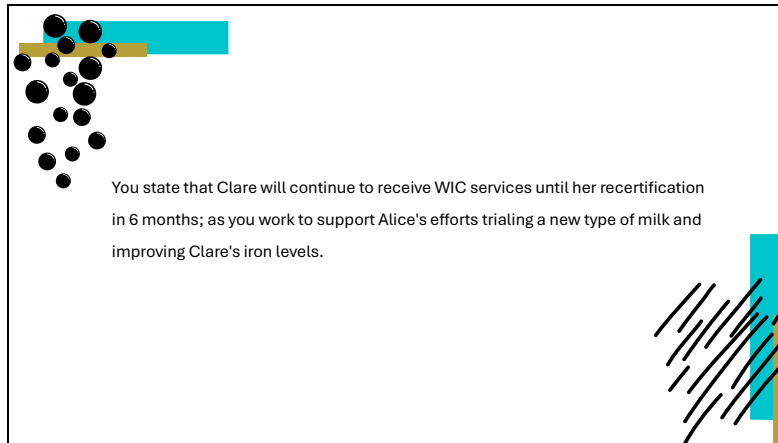 You state that Clare will continue to receive WIC services until her recertification
in 6 months; as you work to support Alice's efforts trialing a new type of milk and
improving Clare's iron levels.